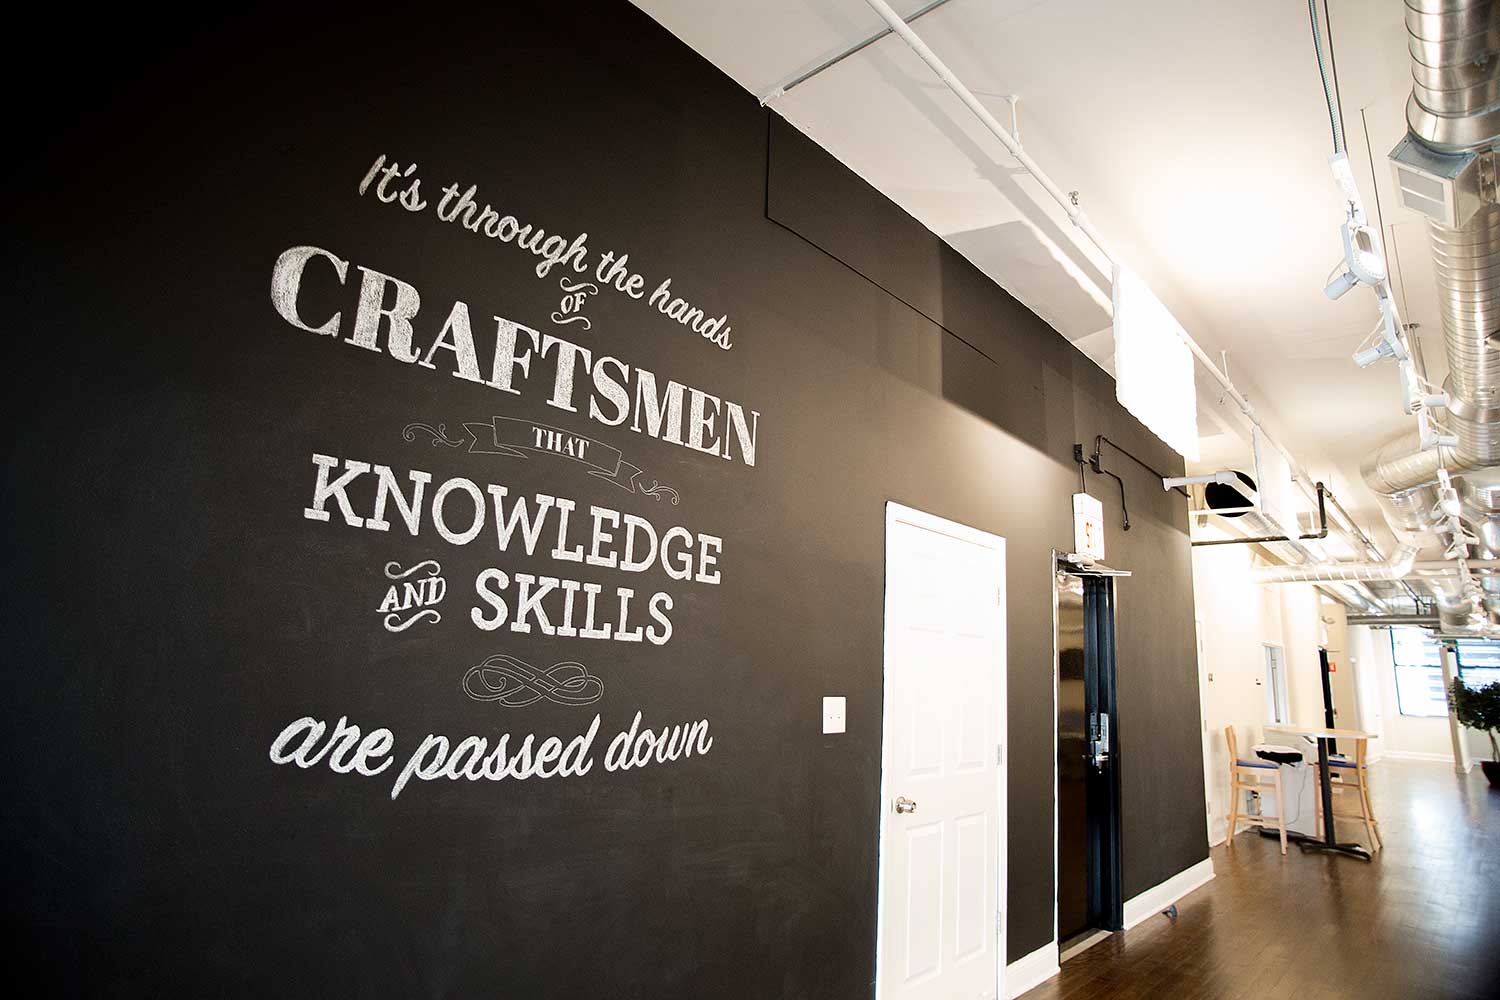 It's through the hands
OF
CRAFTSMEN
THAT
KNOWLEDGE
AND SKILLS
are passed down